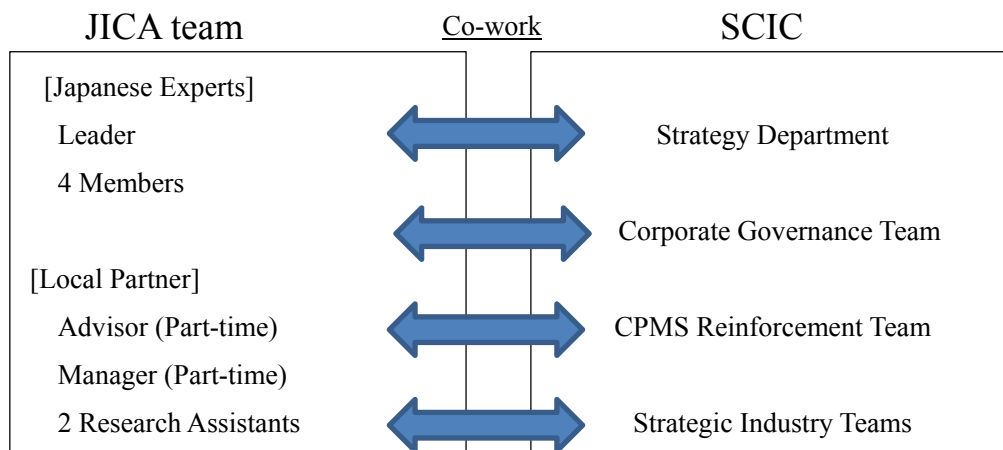 JICA team
Co-work
SCIC
[Japanese Experts]
Leader
4 Members
[Local Partner]
Advisor (Part-time)
Manager (Part-time)
2 Research Assistants
Strategy Department
Corporate Governance Team
CPMS Reinforcement Team
Strategic Industry Teams